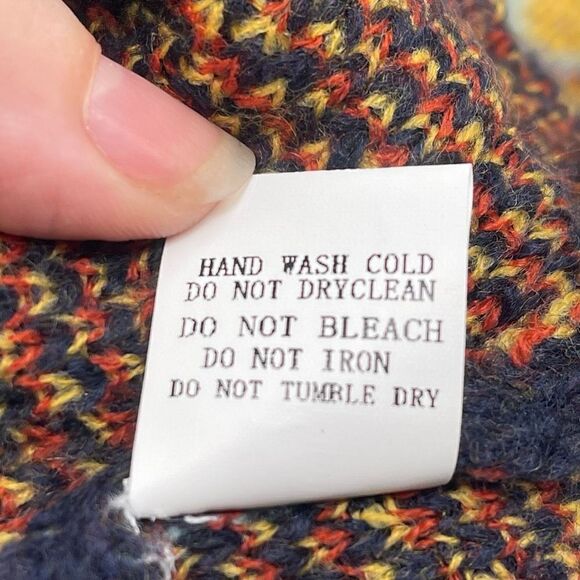 HAND WASH COLD
DO NOT DRYCLEAN
DO NOT BLEACH
DO NOT IRON
DO NOT TUMBLE DRY